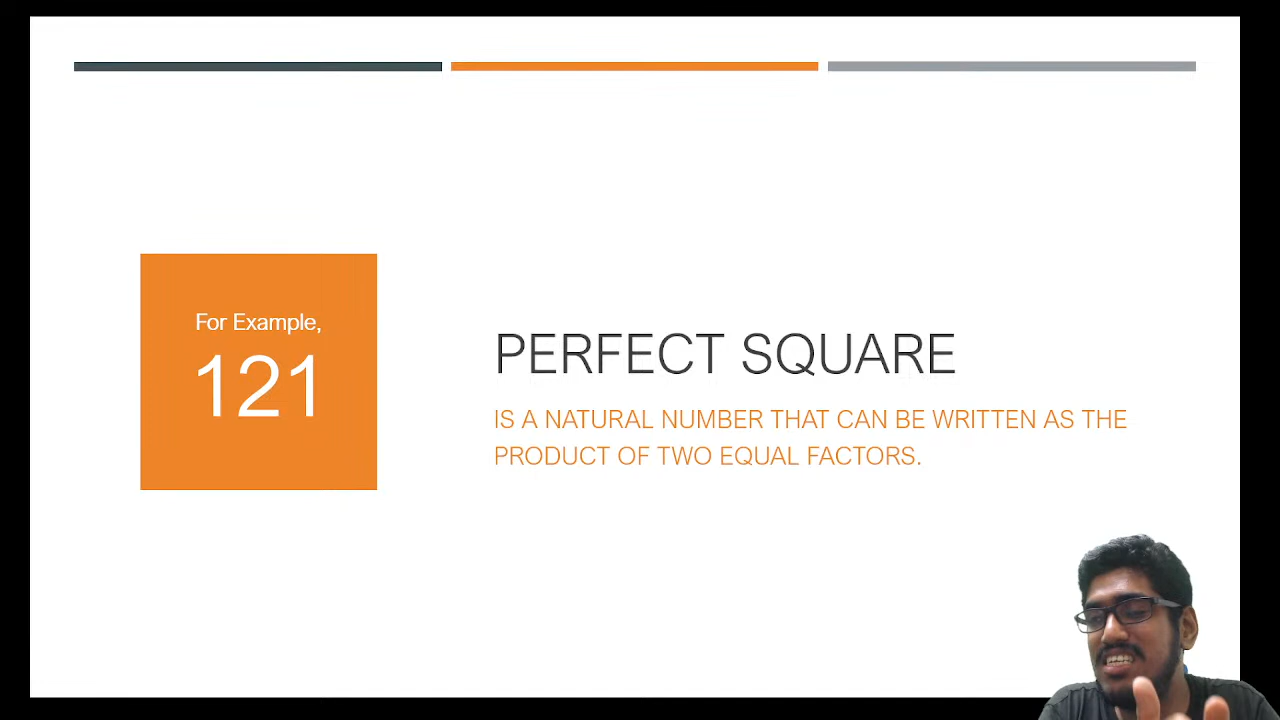 For Example,
121
PERFECT SQUARE
IS A NATURAL NUMBER THAT CAN BE WRITTEN AS THE
PRODUCT OF TWO EQUAL FACTORS.